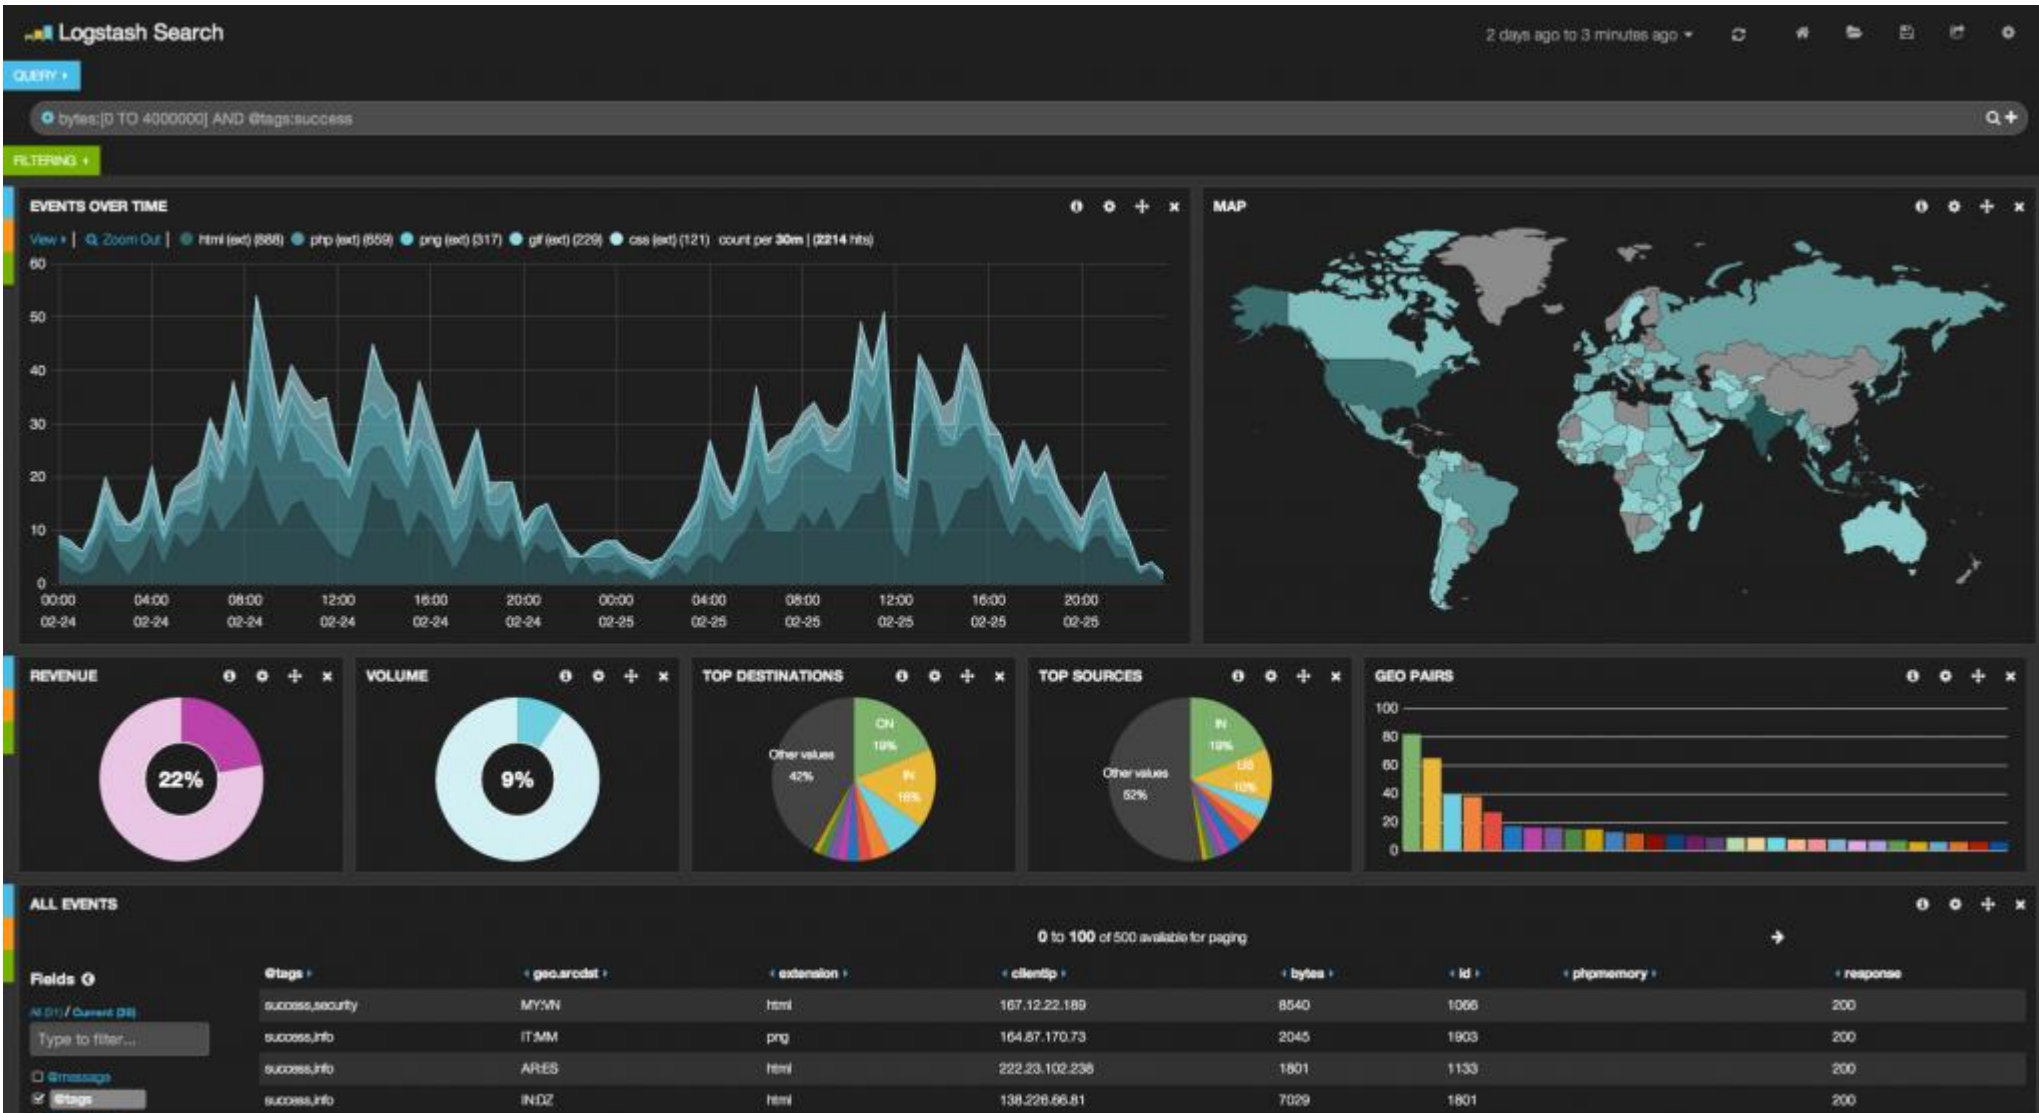 Logstash Search
2 days ago to 3 minutes ago
QUERY
bytes:[0 TO 4000000] AND @tags:success
FILTERING
EVENTS OVER TIME
View | Zoom Out | html (ext) (888) php (ext) (659) png (ext) (317) gif (ext) (229) css (ext) (121) count per 30m | (2214 hits)
60
50
40
30
20
10
0
00:00 04:00 08:00 12:00 16:00 20:00 00:00 04:00 08:00 12:00 16:00 20:00
02-24 02-24 02-24 02-24 02-24 02-24 02-25 02-25 02-25 02-25 02-25 02-25
MAP
REVENUE
22%
VOLUME
9%
TOP DESTINATIONS
CN
19%
Other values
42%
IN
16%
TOP SOURCES
IN
19%
US
10%
Other values
52%
GEO PAIRS
100
80
60
40
20
0
ALL EVENTS
0 to 100 of 500 available for paging
Fields
All (31) / Current (28)
Type to filter...
@message
@tags
@tags geo.srcdst extension clientip bytes id phpmemory response
success,security MY:VN html 167.12.22.189 8540 1066 200
success,info IT:MM png 164.87.170.73 2045 1903 200
success,info AR:ES html 222.23.102.238 1801 1133 200
success,info IN:DZ html 138.226.66.81 7029 1801 200